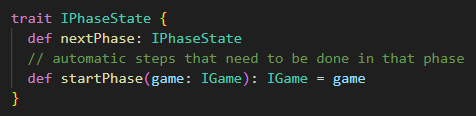 trait IPhaseState {
  def nextPhase: IPhaseState
  // automatic steps that need to be done in that phase
  def startPhase(game: IGame): IGame = game
}